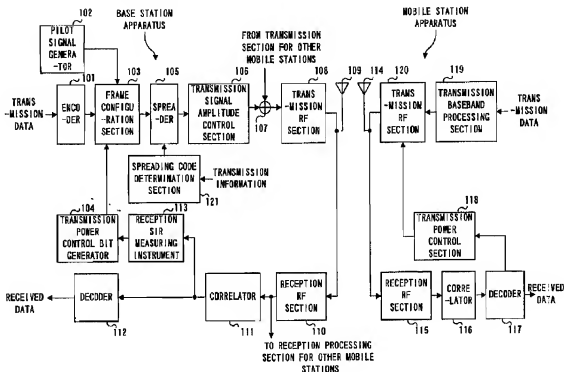 102
PILOT
SIGNAL
GENERA-
-TOR
BASE STATION
APPARATUS
FROM TRANSMISSION
SECTION FOR OTHER
MOBILE STATIONS
MOBILE STATION
APPARATUS
101
103
105
106
108
109
114
120
119
TRANS-
MISSION
DATA
ENCO-
-DER
FRAME
CONFIGU-
RATION
SECTION
SPREA-
-DER
TRANSMISSION
SIGNAL
AMPLITUDE
CONTROL
SECTION
107
TRANS-
-MISSION
RF
SECTION
TRANS-
-MISSION
RF
SECTION
TRANSMISSION
BASEBAND
PROCESSING
SECTION
TRANS-
MISSION
DATA
SPREADING CODE
DETERMINATION
SECTION
121
TRANSMISSION
INFORMATION
104
TRANSMISSION
POWER
CONTROL BIT
GENERATOR
113
RECEPTION
SIR
MEASURING
INSTRUMENT
118
TRANSMISSION
POWER
CONTROL
SECTION
RECEIVED
DATA
DECODER
112
CORRELATOR
111
RECEPTION
RF
SECTION
110
RECEPTION
RF
SECTION
115
CORRE-
-LATOR
116
DECODER
117
RECEIVED
DATA
TO RECEPTION PROCESSING
SECTION FOR OTHER MOBILE
STATIONS